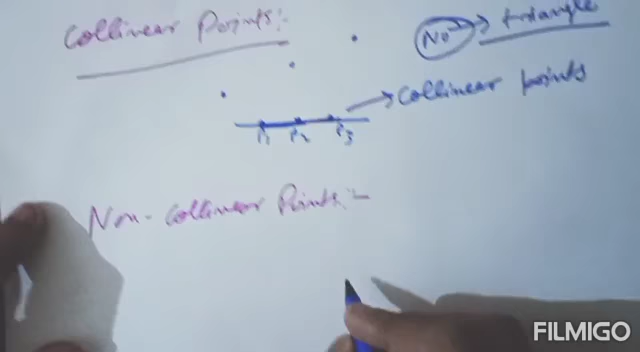 Collinear Points:-
No → triangle
→ Collinear points
P1 P2 P3
Non-Collinear Points:-
FILMIGO